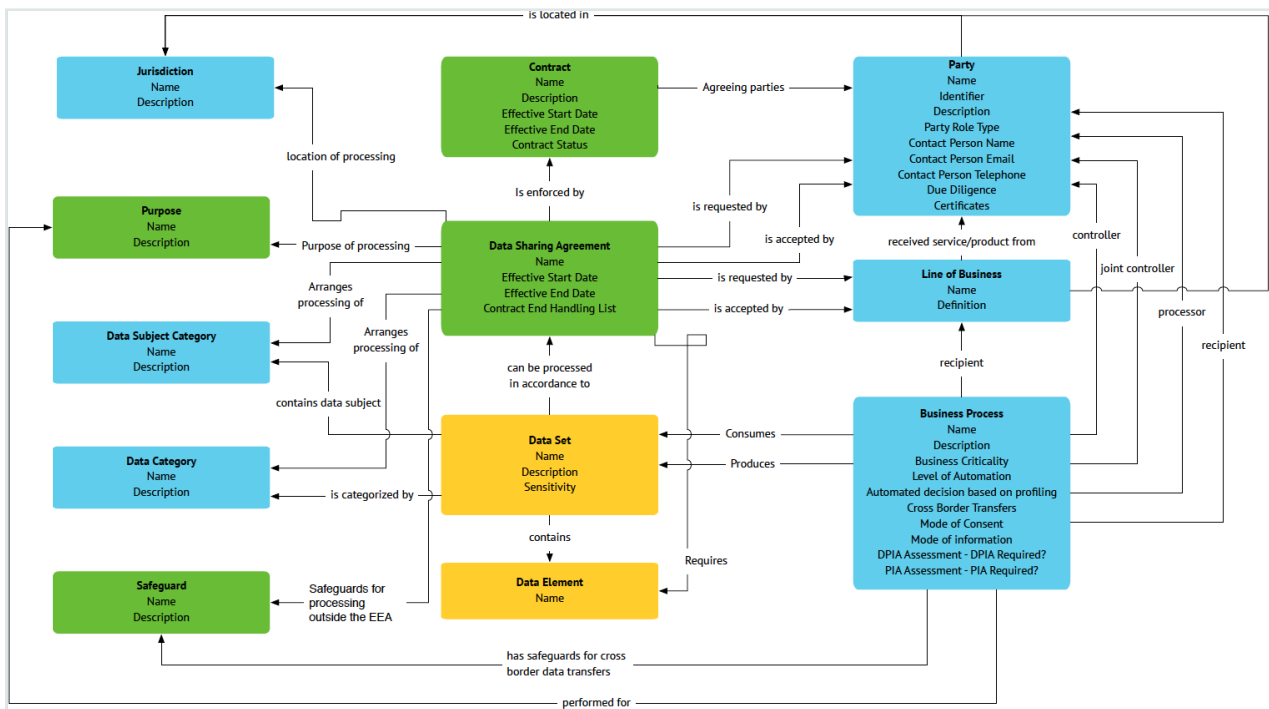 is located in
Jurisdiction
Name
Description
Contract
Name
Description
Effective Start Date
Effective End Date
Contract Status
Agreeing parties
Party
Name
Identifier
Description
Party Role Type
Contact Person Name
Contact Person Email
Contact Person Telephone
Due Diligence
Certificates
location of processing
Is enforced by
is requested by
Purpose
Name
Description
Purpose of processing
Data Sharing Agreement
Name
Effective Start Date
Effective End Date
Contract End Handling List
is accepted by
received service/product from
controller
joint controller
is requested by
Line of Business
Name
Definition
is accepted by
processor
recipient
Arranges
processing of
Arranges
processing of
Data Subject Category
Name
Description
can be processed
in accordance to
recipient
contains data subject
Data Set
Name
Description
Sensitivity
Consumes
Produces
Business Process
Name
Description
Business Criticality
Level of Automation
Automated decision based on profiling
Cross Border Transfers
Mode of Consent
Mode of information
DPIA Assessment - DPIA Required?
PIA Assessment - PIA Required?
Data Category
Name
Description
is categorized by
contains
Requires
Safeguard
Name
Description
Safeguards for
processing
outside the EEA
Data Element
Name
has safeguards for cross
border data transfers
performed for